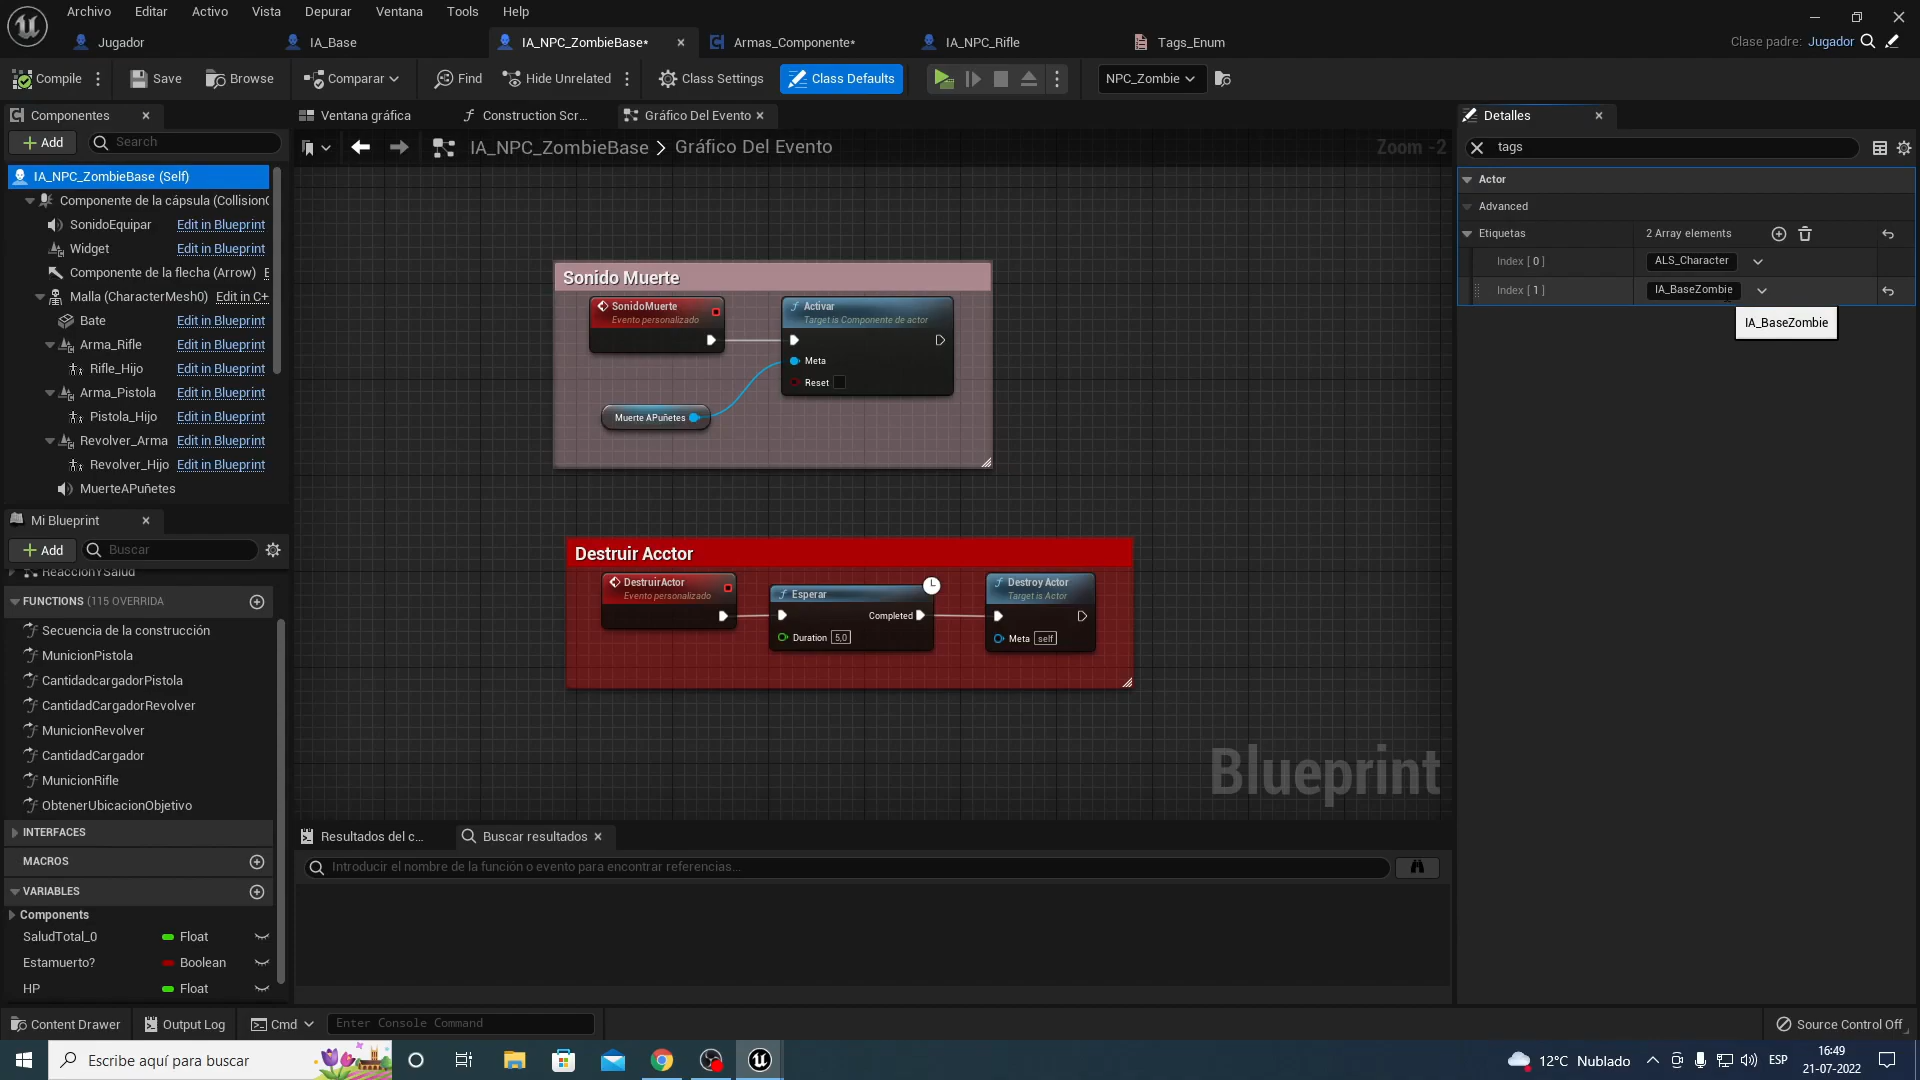 Archivo Editar Activo Vista Depurar Ventana Tools Help
Jugador IA_Base IA_NPC_ZombieBase* Armas_Componente* IA_NPC_Rifle Tags_Enum Clase padre: Jugador
Compile Save Browse Comparar Find Hide Unrelated Class Settings Class Defaults NPC_Zombie
Componentes
Add Search
IA_NPC_ZombieBase (Self)
Componente de la cápsula (Collision
SonidoEquipar Edit in Blueprint
Widget Edit in Blueprint
Componente de la flecha (Arrow) E
Malla (CharacterMesh0) Edit in C+
Bate Edit in Blueprint
Arma_Rifle Edit in Blueprint
Rifle_Hijo Edit in Blueprint
Arma_Pistola Edit in Blueprint
Pistola_Hijo Edit in Blueprint
Revolver_Arma Edit in Blueprint
Revolver_Hijo Edit in Blueprint
MuerteAPuñetes
Mi Blueprint
Add Buscar
ReaccionYSalud
FUNCTIONS (115 OVERRIDA
Secuencia de la construcción
MunicionPistola
CantidadcargadorPistola
CantidadCargadorRevolver
MunicionRevolver
CantidadCargador
MunicionRifle
ObtenerUbicacionObjetivo
INTERFACES
MACROS
VARIABLES
Components
SaludTotal_0 Float
Estamuerto? Boolean
HP Float
Ventana gráfica Construction Scr... Gráfico Del Evento
IA_NPC_ZombieBase > Gráfico Del Evento Zoom -2
Sonido Muerte
SonidoMuerte
Evento personalizado
Activar
Target is Componente de actor
Meta
Reset
Muerte APuñetes
Destruir Acctor
DestruirActor
Evento personalizado
Esperar
Completed
Duration 5,0
Destroy Actor
Target is Actor
Meta self
Blueprint
Resultados del c... Buscar resultados
Introducir el nombre de la función o evento para encontrar referencias...
Detalles
tags
Actor
Advanced
Etiquetas 2 Array elements
Index [ 0 ] ALS_Character
Index [ 1 ] IA_BaseZombie
IA_BaseZombie
Content Drawer Output Log Cmd Enter Console Command Source Control Off
Escribe aquí para buscar 12°C Nublado ESP 16:49
21-07-2022